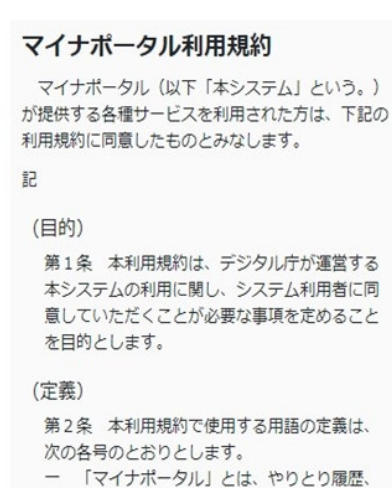 マイナポータル利用規約
マイナポータル（以下「本システム」という。）
が提供する各種サービスを利用された方は、下記の
利用規約に同意したものとみなします。
記
（目的）
第１条　本利用規約は、デジタル庁が運営する
本システムの利用に関し、システム利用者に同
意していただくことが必要な事項を定めること
を目的とします。
（定義）
第２条　本利用規約で使用する用語の定義は、
次の各号のとおりとします。
一　「マイナポータル」とは、やりとり履歴、